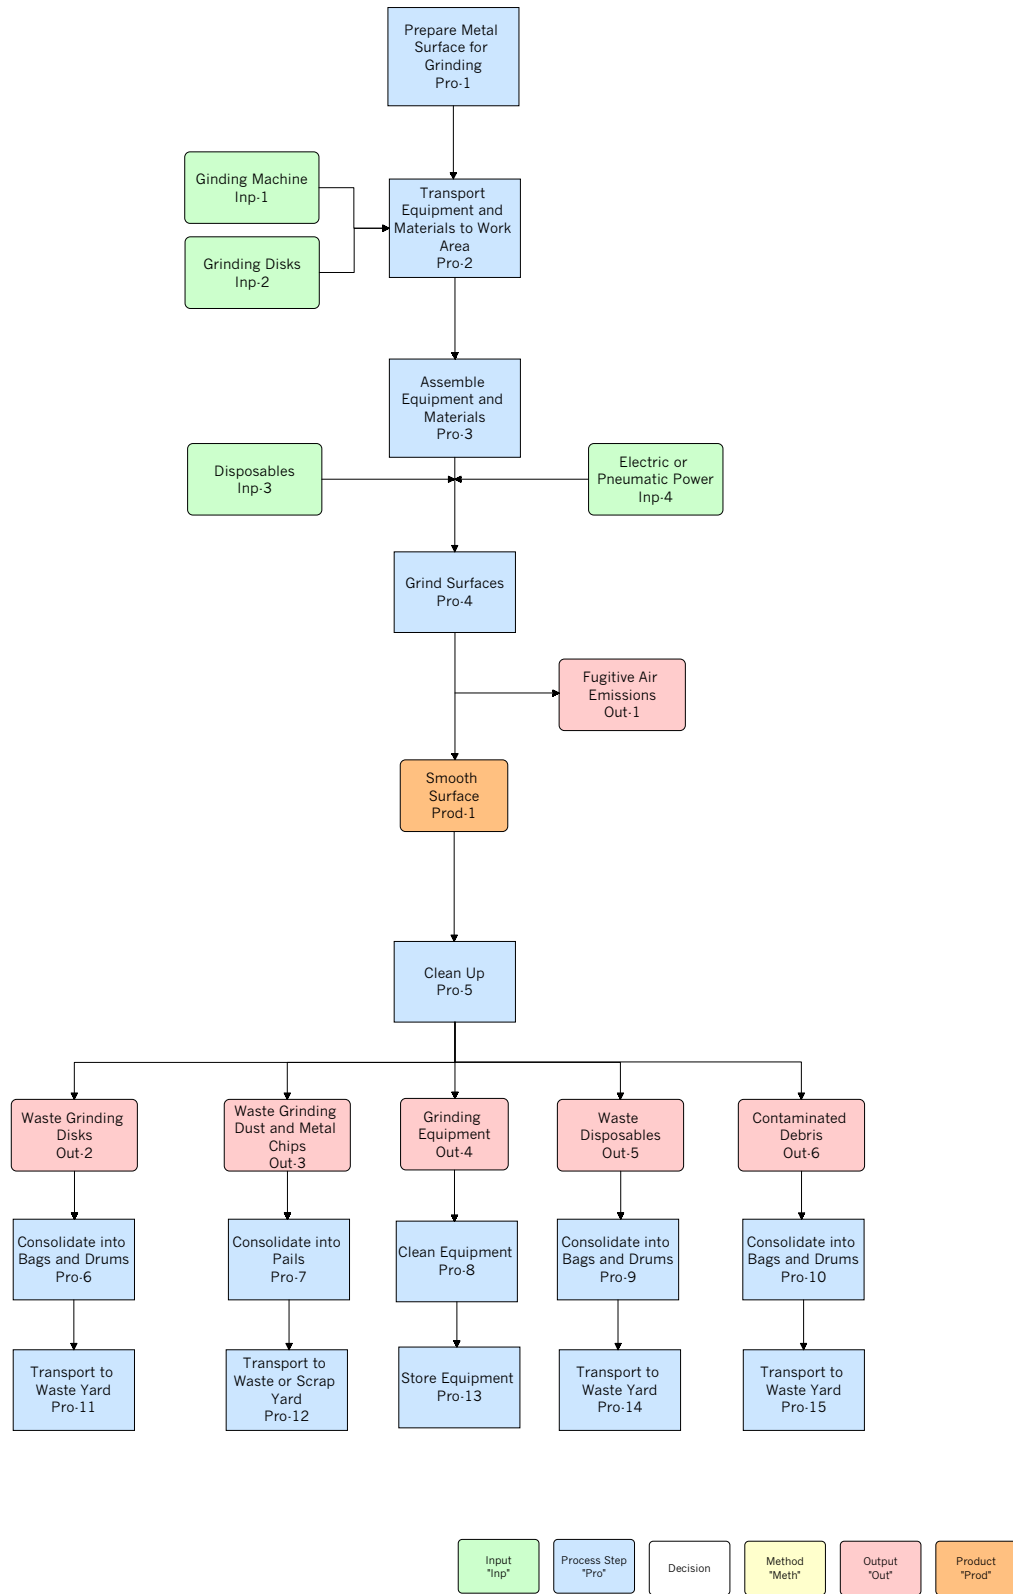 Prepare Metal
Surface for
Grinding
Pro-1
Ginding Machine
Inp-1
Transport
Equipment and
Materials to Work
Area
Pro-2
Grinding Disks
Inp-2
Assemble
Equipment and
Materials
Pro-3
Disposables
Inp-3
Electric or
Pneumatic Power
Inp-4
Grind Surfaces
Pro-4
Fugitive Air
Emissions
Out-1
Smooth
Surface
Prod-1
Clean Up
Pro-5
Waste Grinding
Disks
Out-2
Waste Grinding
Dust and Metal
Chips
Out-3
Grinding
Equipment
Out-4
Waste
Disposables
Out-5
Contaminated
Debris
Out-6
Consolidate into
Bags and Drums
Pro-6
Consolidate into
Pails
Pro-7
Clean Equipment
Pro-8
Consolidate into
Bags and Drums
Pro-9
Consolidate into
Bags and Drums
Pro-10
Transport to
Waste Yard
Pro-11
Transport to
Waste or Scrap
Yard
Pro-12
Store Equipment
Pro-13
Transport to
Waste Yard
Pro-14
Transport to
Waste Yard
Pro-15
Input
"Inp"
Process Step
"Pro"
Decision
Method
"Meth"
Output
"Out"
Product
"Prod"